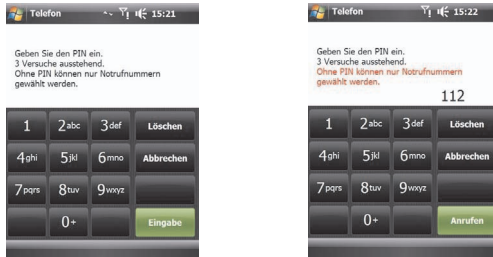 Telefon 15:21
Geben Sie den PIN ein.
3 Versuche ausstehend.
Ohne PIN können nur Notrufnummern
gewählt werden.
1 2abc 3def Löschen
4ghi 5jkl 6mno Abbrechen
7pqrs 8tuv 9wxyz
0+ Eingabe
Telefon 15:22
Geben Sie den PIN ein.
3 Versuche ausstehend.
Ohne PIN können nur Notrufnummern
gewählt werden.
112
1 2abc 3def Löschen
4ghi 5jkl 6mno Abbrechen
7pqrs 8tuv 9wxyz
0+ Anrufen